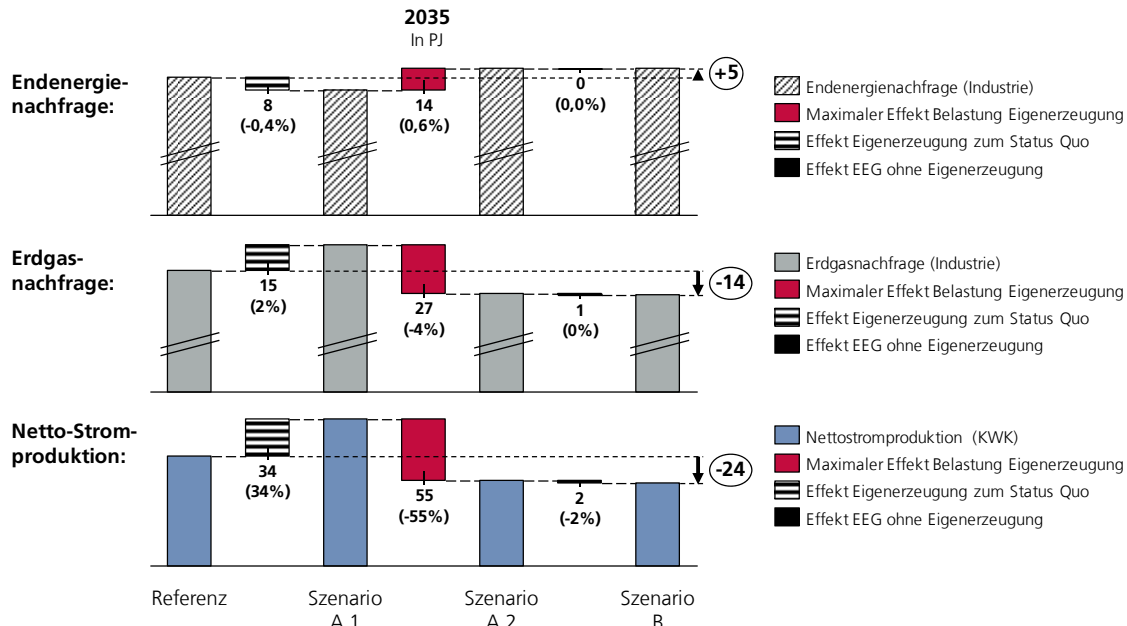 2035
In PJ
Endenergie-
nachfrage:
8
(-0,4%)
14
(0,6%)
0
(0,0%)
+5
Endenergienachfrage (Industrie)
Maximaler Effekt Belastung Eigenerzeugung
Effekt Eigenerzeugung zum Status Quo
Effekt EEG ohne Eigenerzeugung
Erdgas-
nachfrage:
15
(2%)
27
(-4%)
1
(0%)
-14
Erdgasnachfrage (Industrie)
Maximaler Effekt Belastung Eigenerzeugung
Effekt Eigenerzeugung zum Status Quo
Effekt EEG ohne Eigenerzeugung
Netto-Strom-
produktion:
34
(34%)
55
(-55%)
2
(-2%)
-24
Nettostromproduktion (KWK)
Maximaler Effekt Belastung Eigenerzeugung
Effekt Eigenerzeugung zum Status Quo
Effekt EEG ohne Eigenerzeugung
Referenz
Szenario
A 1
Szenario
A 2
Szenario
B